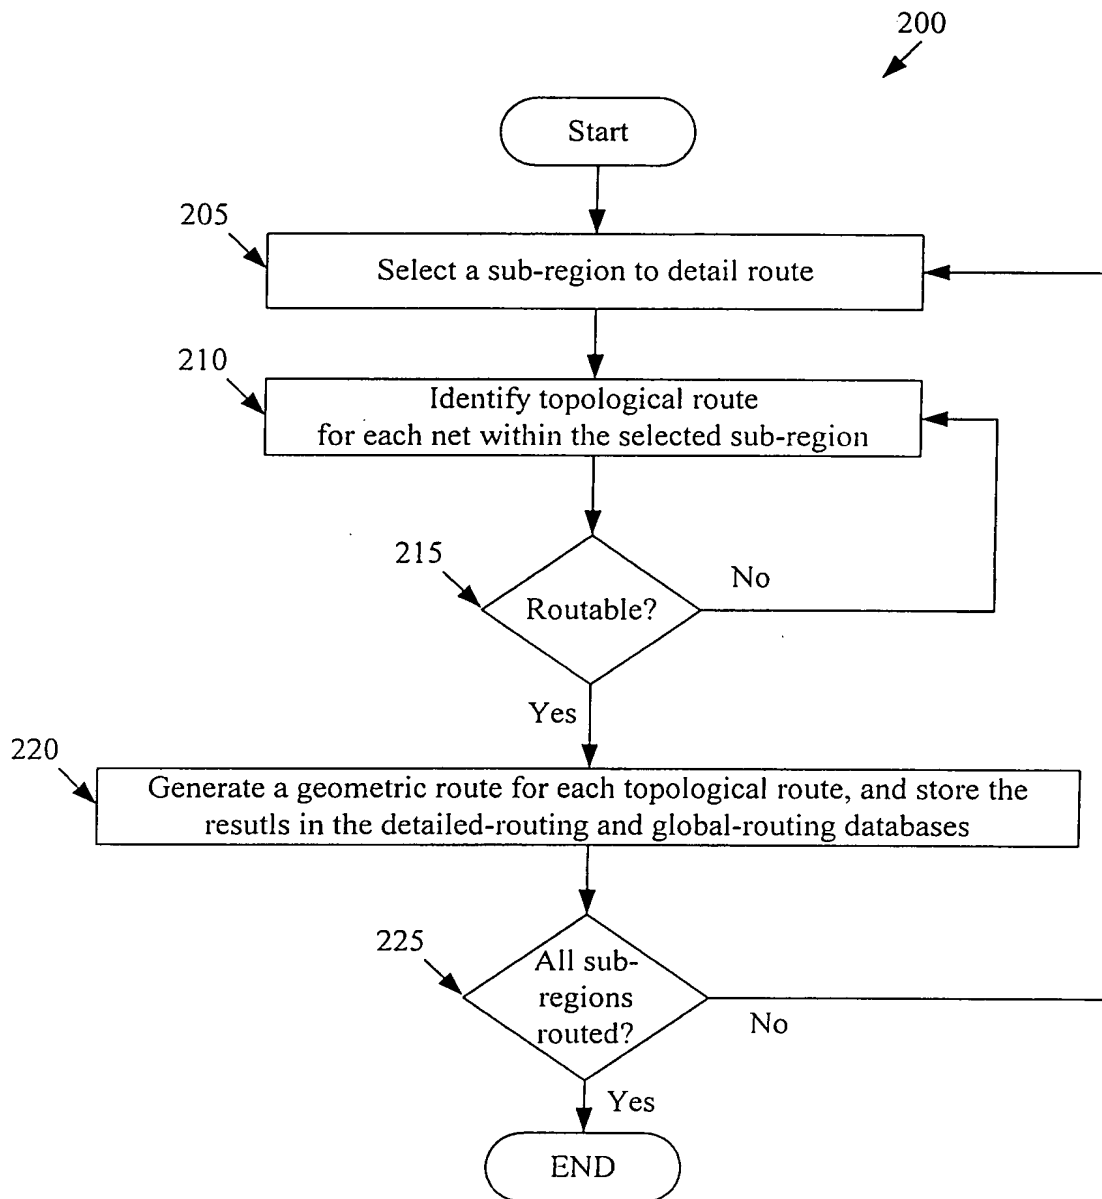 200
Start
205
Select a sub-region to detail route
210
Identify topological route
for each net within the selected sub-region
215
Routable?
No
Yes
220
Generate a geometric route for each topological route, and store the
resutls in the detailed-routing and global-routing databases
225
All sub-
regions
routed?
No
Yes
END